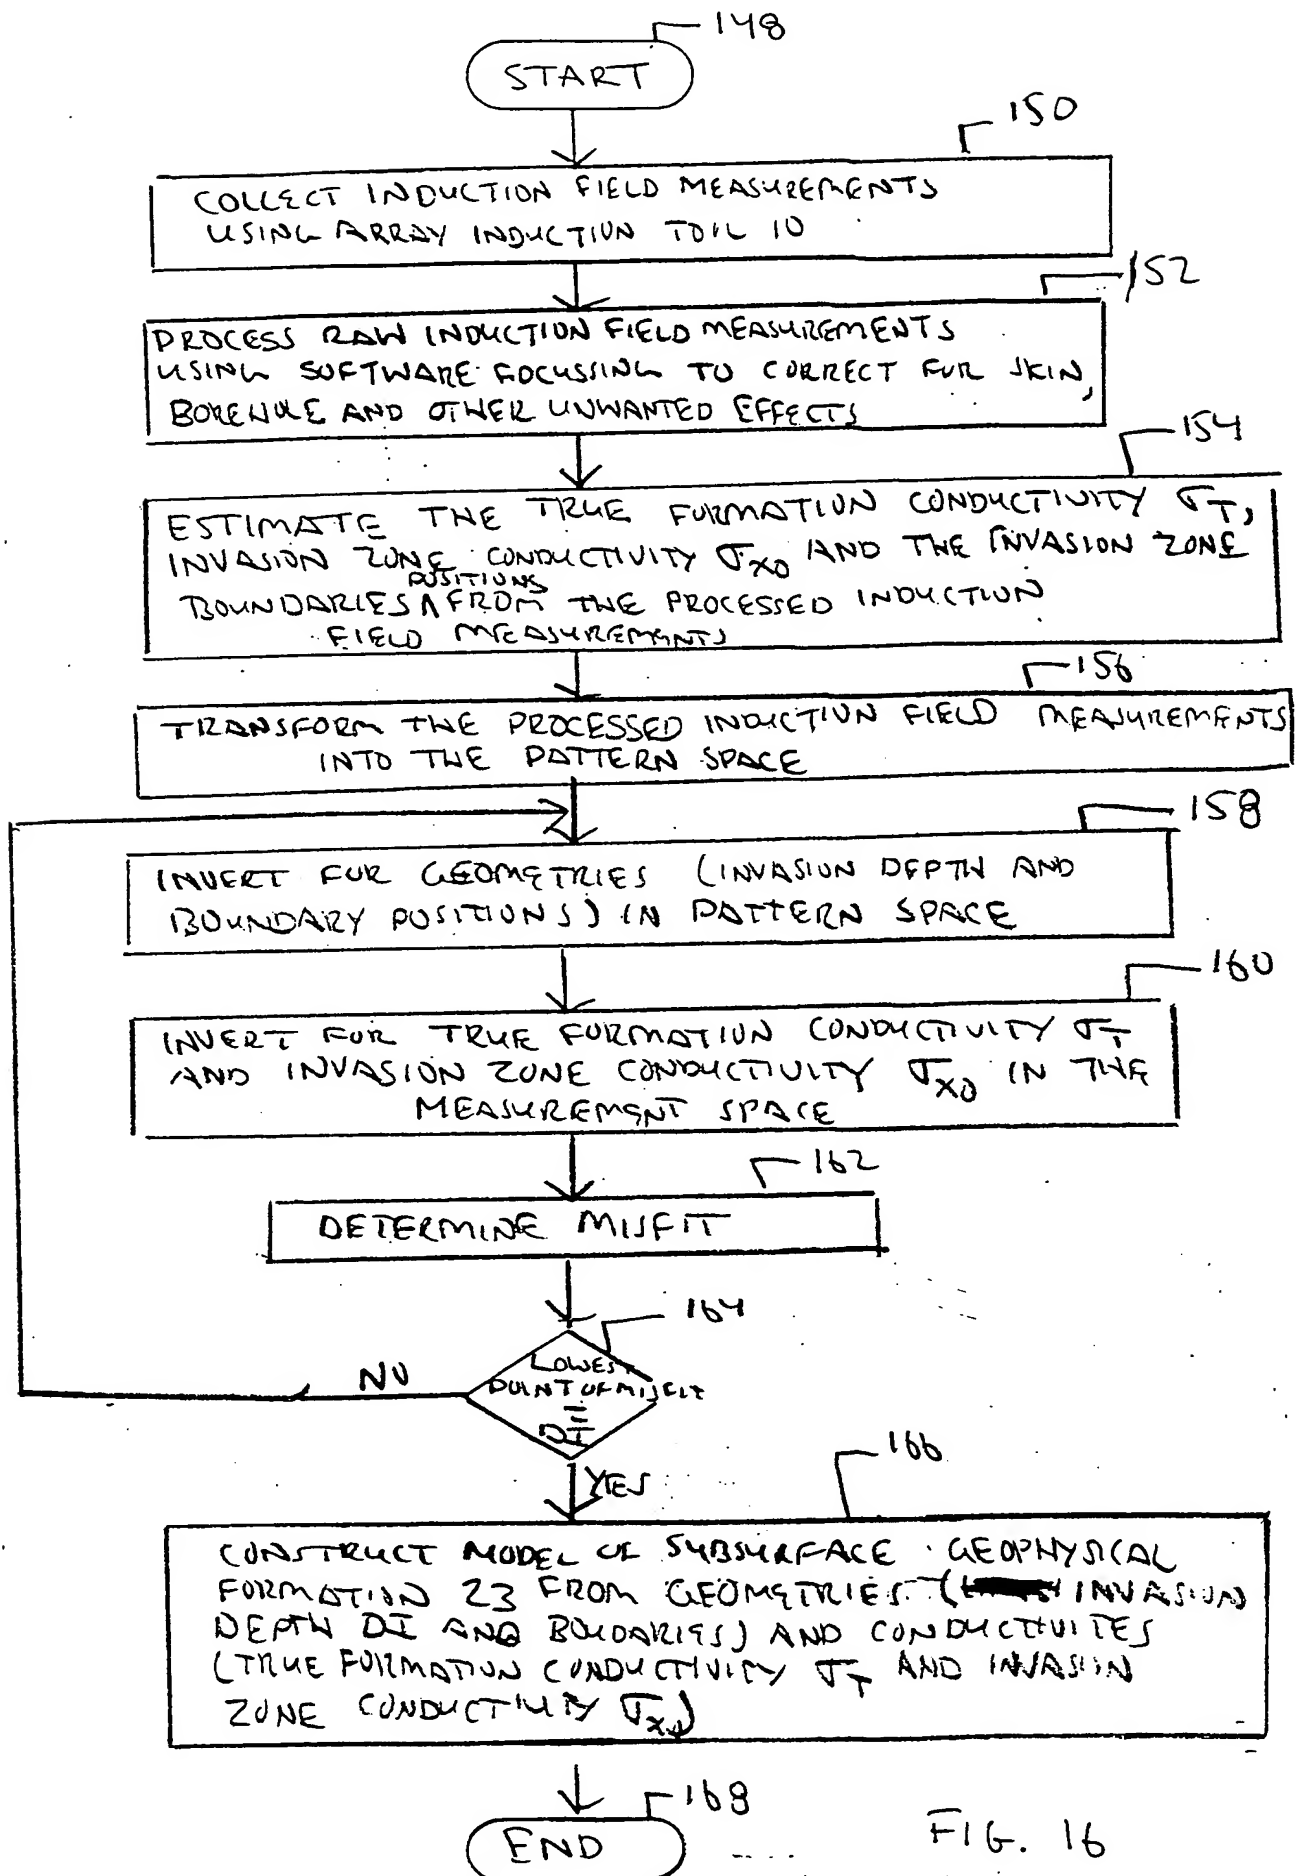 148
START
150
COLLECT INDUCTION FIELD MEASUREMENTS
USING ARRAY INDUCTION TOOL 10
152
PROCESS RAW INDUCTION FIELD MEASUREMENTS
USING SOFTWARE FOCUSSING TO CORRECT FOR SKIN,
BOREHOLE AND OTHER UNWANTED EFFECTS
154
ESTIMATE THE TRUE FORMATION CONDUCTIVITY σT,
INVASION ZONE CONDUCTIVITY σXO AND THE INVASION ZONE
POSITIONS
BOUNDARIES ∧ FROM THE PROCESSED INDUCTION
FIELD MEASUREMENTS
156
TRANSFORM THE PROCESSED INDUCTION FIELD MEASUREMENTS
INTO THE PATTERN SPACE
158
INVERT FOR GEOMETRIES (INVASION DEPTH AND
BOUNDARY POSITIONS) IN PATTERN SPACE
160
INVERT FOR TRUE FORMATION CONDUCTIVITY σT
AND INVASION ZONE CONDUCTIVITY σXO IN THE
MEASUREMENT SPACE
162
DETERMINE MISFIT
164
LOWEST
POINT OF MISFIT
=
DI
NO
YES
166
CONSTRUCT MODEL OF SUBSURFACE GEOPHYSICAL
FORMATION 23 FROM GEOMETRIES (INVASION
DEPTH DI AND BOUDARIES) AND CONDUCTIVITES
(TRUE FORMATION CONDUCTIVITY σT AND INVASION
ZONE CONDUCTIVITY σXO)
168
END
FIG. 16